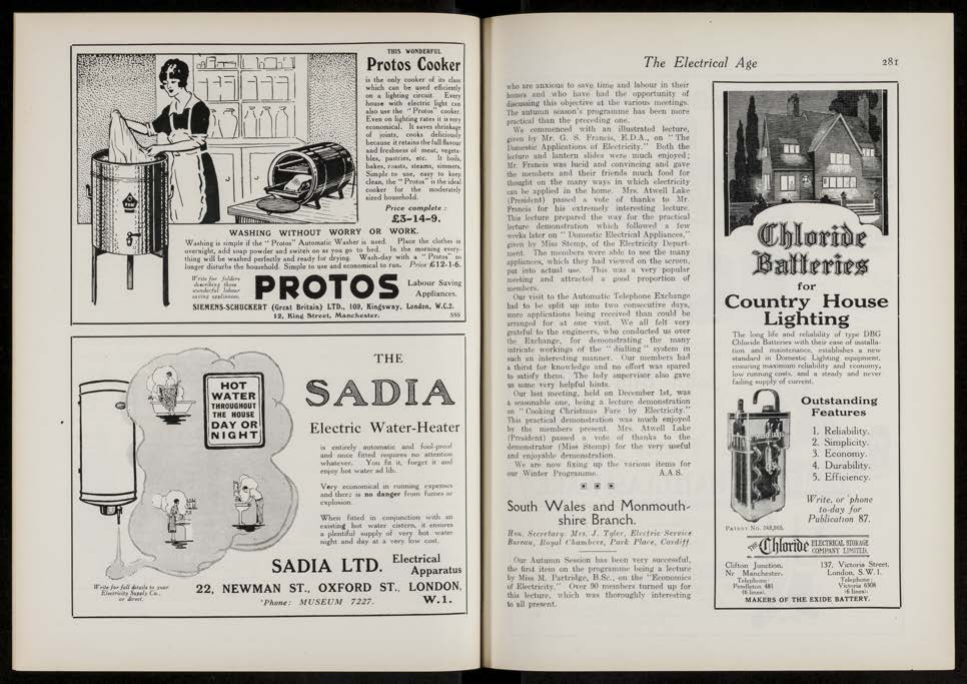 THIS WONDERFUL
Protos Cooker
is the only cooker of its class
which can be used efficiently
on a lighting circuit. Every
house with electric light can
also use the "Protos" cooker.
Even on lighting rates it is very
economical. It saves shrinkage
of joints, cooks deliciously
because it retains the full flavour
and freshness of meat, vegeta-
bles, pastries, etc. It boils,
bakes, roasts, steams, simmers.
Simple to use, easy to keep
clean, the "Protos" is the ideal
cooker for the moderately
sized household.
Price complete :
£3-14-9.
WASHING WITHOUT WORRY OR WORK.
Washing is simple if the "Protos" Automatic Washer is used. Place the clothes in
overnight, add soap powder and switch on as you go to bed. In the morning every-
thing will be washed perfectly and ready for drying. Wash-day with a "Protos" no
longer disturbs the household. Simple to use and economical to run. Price £12-1-6.
Write for folders
describing these
wonderful labour
saving appliances.
PROTOS
Labour Saving
Appliances.
SIEMENS-SCHUCKERT (Great Britain) LTD., 109, Kingsway, London, W.C.2.
12, King Street, Manchester.
HOT
WATER
THROUGHOUT
THE HOUSE
DAY OR
NIGHT
THE
SADIA
Electric Water-Heater
is entirely automatic and fool-proof
and once fitted requires no attention
whatever. You fit it, forget it and
enjoy hot water ad lib.
Very economical in running expenses
and there is no danger from fumes or
explosion.
When fitted in conjunction with an
existing hot water cistern, it ensures
a plentiful supply of very hot water
night and day at a very low cost.
Write for full details to your
Electricity Supply Co.,
or direct.
SADIA LTD. Electrical
Apparatus
22, NEWMAN ST., OXFORD ST., LONDON,
'Phone: MUSEUM 7227. W.1.
The Electrical Age 281
who are anxious to save time and labour in their
homes and who have had the opportunity of
discussing this objective at the various meetings.
The autumn season's programme has been more
practical than the preceding one.
We commenced with an illustrated lecture,
given by Mr. G. S. Francis, E.D.A., on "The
Domestic Applications of Electricity." Both the
lecture and lantern slides were much enjoyed;
Mr. Francis was lucid and convincing and gave
the members and their friends much food for
thought on the many ways in which electricity
can be applied in the home. Mrs. Atwell Lake
(President) passed a vote of thanks to Mr.
Francis for his extremely interesting lecture.
This lecture prepared the way for the practical
lecture demonstration which followed a few
weeks later on "Domestic Electrical Appliances,"
given by Miss Stomp, of the Electricity Depart-
ment. The members were able to see the many
appliances, which they had viewed on the screen,
put into actual use. This was a very popular
meeting and attracted a good proportion of
members.
Our visit to the Automatic Telephone Exchange
had to be split up into two consecutive days,
more applications being received than could be
arranged for at one visit. We all felt very
grateful to the engineers, who conducted us over
the Exchange, for demonstrating the many
intricate workings of the "dialling" system in
such an interesting manner. Our members had
a thirst for knowledge and no effort was spared
to satisfy them. The lady supervisor also gave
us some very helpful hints.
Our last meeting, held on December 1st, was
a seasonable one, being a lecture demonstration
on "Cooking Christmas Fare by Electricity."
This practical demonstration was much enjoyed
by the members present. Mrs. Atwell Lake
(President) passed a vote of thanks to the
demonstrator (Miss Stomp) for the very useful
and enjoyable demonstration.
We are now fixing up the various items for
our Winter Programme. A.A.S.
South Wales and Monmouth-
shire Branch.
Hon. Secretary: Mrs. J. Tyler, Electric Service
Bureau, Royal Chambers, Park Place, Cardiff.
Our Autumn Session has been very successful,
the first item on the programme being a lecture
by Miss M. Partridge, B.Sc., on the "Economics
of Electricity." Over 90 members turned up for
this lecture, which was thoroughly interesting
to all present.
Chloride
Batteries
for
Country House
Lighting
The long life and reliability of type DBG
Chloride Batteries with their ease of installa-
tion and maintenance, establishes a new
standard in Domestic Lighting equipment,
ensuring maximum reliability and economy,
low running costs, and a steady and never
failing supply of current.
Outstanding
Features
1. Reliability.
2. Simplicity.
3. Economy.
4. Durability.
5. Efficiency.
Write, or 'phone
to-day for
Publication 87.
PATENT NO.
THE Chloride ELECTRICAL STORAGE
COMPANY LIMITED.
Clifton Junction,
Nr Manchester.
Telephone:
Pendleton 481
(6 lines).
137, Victoria Street,
London, S.W.1.
Telephone:
Victoria 6308
(6 lines).
MAKERS OF THE EXIDE BATTERY.